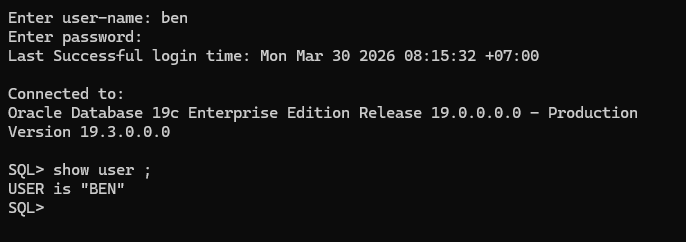 Enter user-name: ben
Enter password:
Last Successful login time: Mon Mar 30 2026 08:15:32 +07:00
Connected to:
Oracle Database 19c Enterprise Edition Release 19.0.0.0.0 - Production
Version 19.3.0.0.0
SQL> show user ;
USER is "BEN"
SQL>